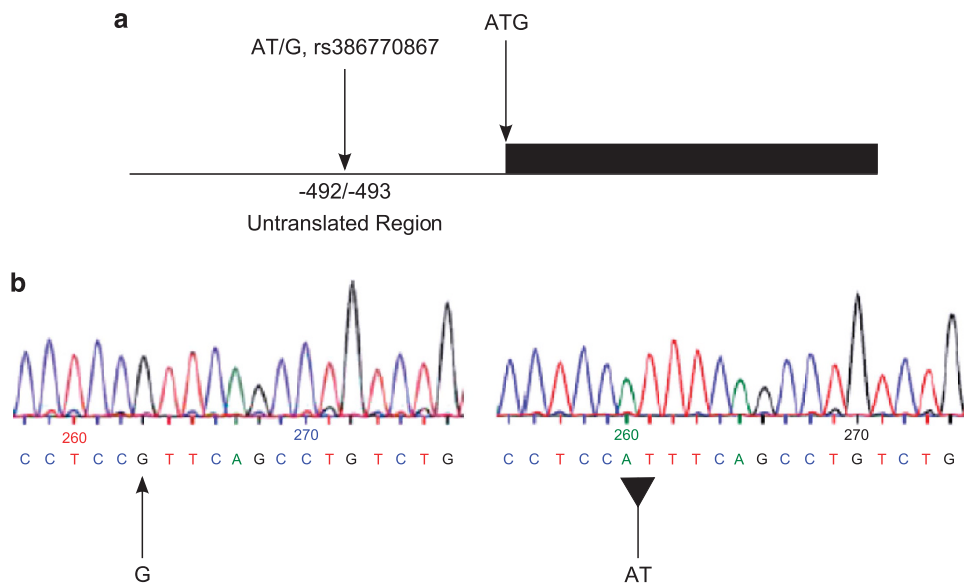 a
ATG
AT/G, rs386770867
-492/-493
Untranslated Region
b
260 270
C C T C C G T T C A G C C T G T C T G
G
260 270
C C T C C A T T T C A G C C T G T C T G
AT